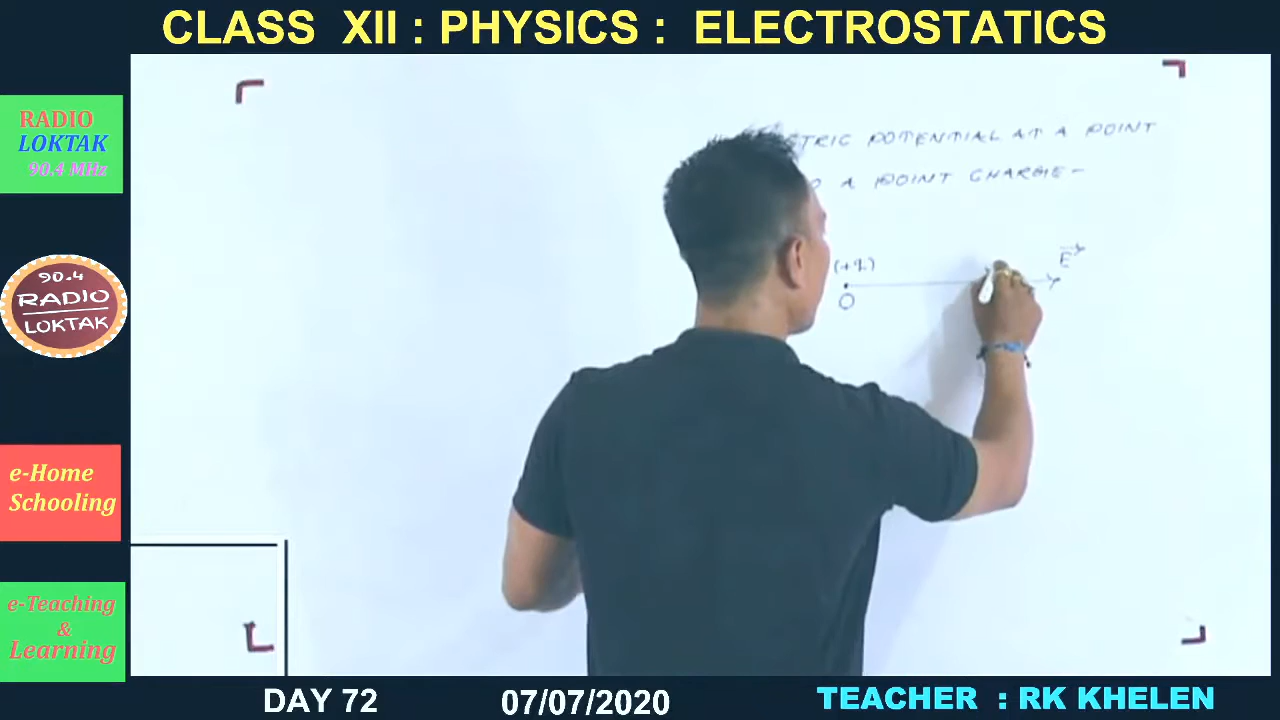 CLASS XII : PHYSICS : ELECTROSTATICS
RADIO
LOKTAK
90.4 MHz
90.4
RADIO
LOKTAK
e-Home
Schooling
e-Teaching
&
Learning
POTENTIAL AT A POINT
A POINT CHARGE-
(+q)
O
E
DAY 72
07/07/2020
TEACHER : RK KHELEN